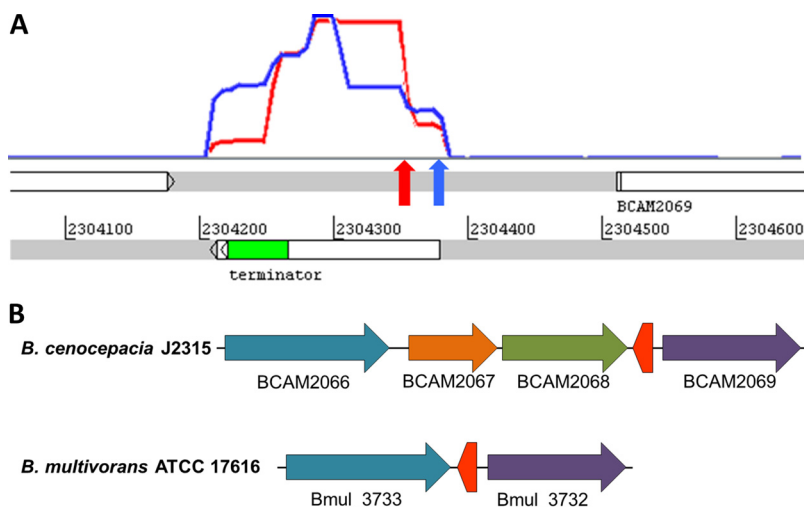 A
BCAM2069
2304100 2304200 2304300 2304400 2304500 2304600
terminator
B
B. cenocepacia J2315
BCAM2066 BCAM2067 BCAM2068 BCAM2069
B. multivorans ATCC 17616
Bmul 3733 Bmul 3732